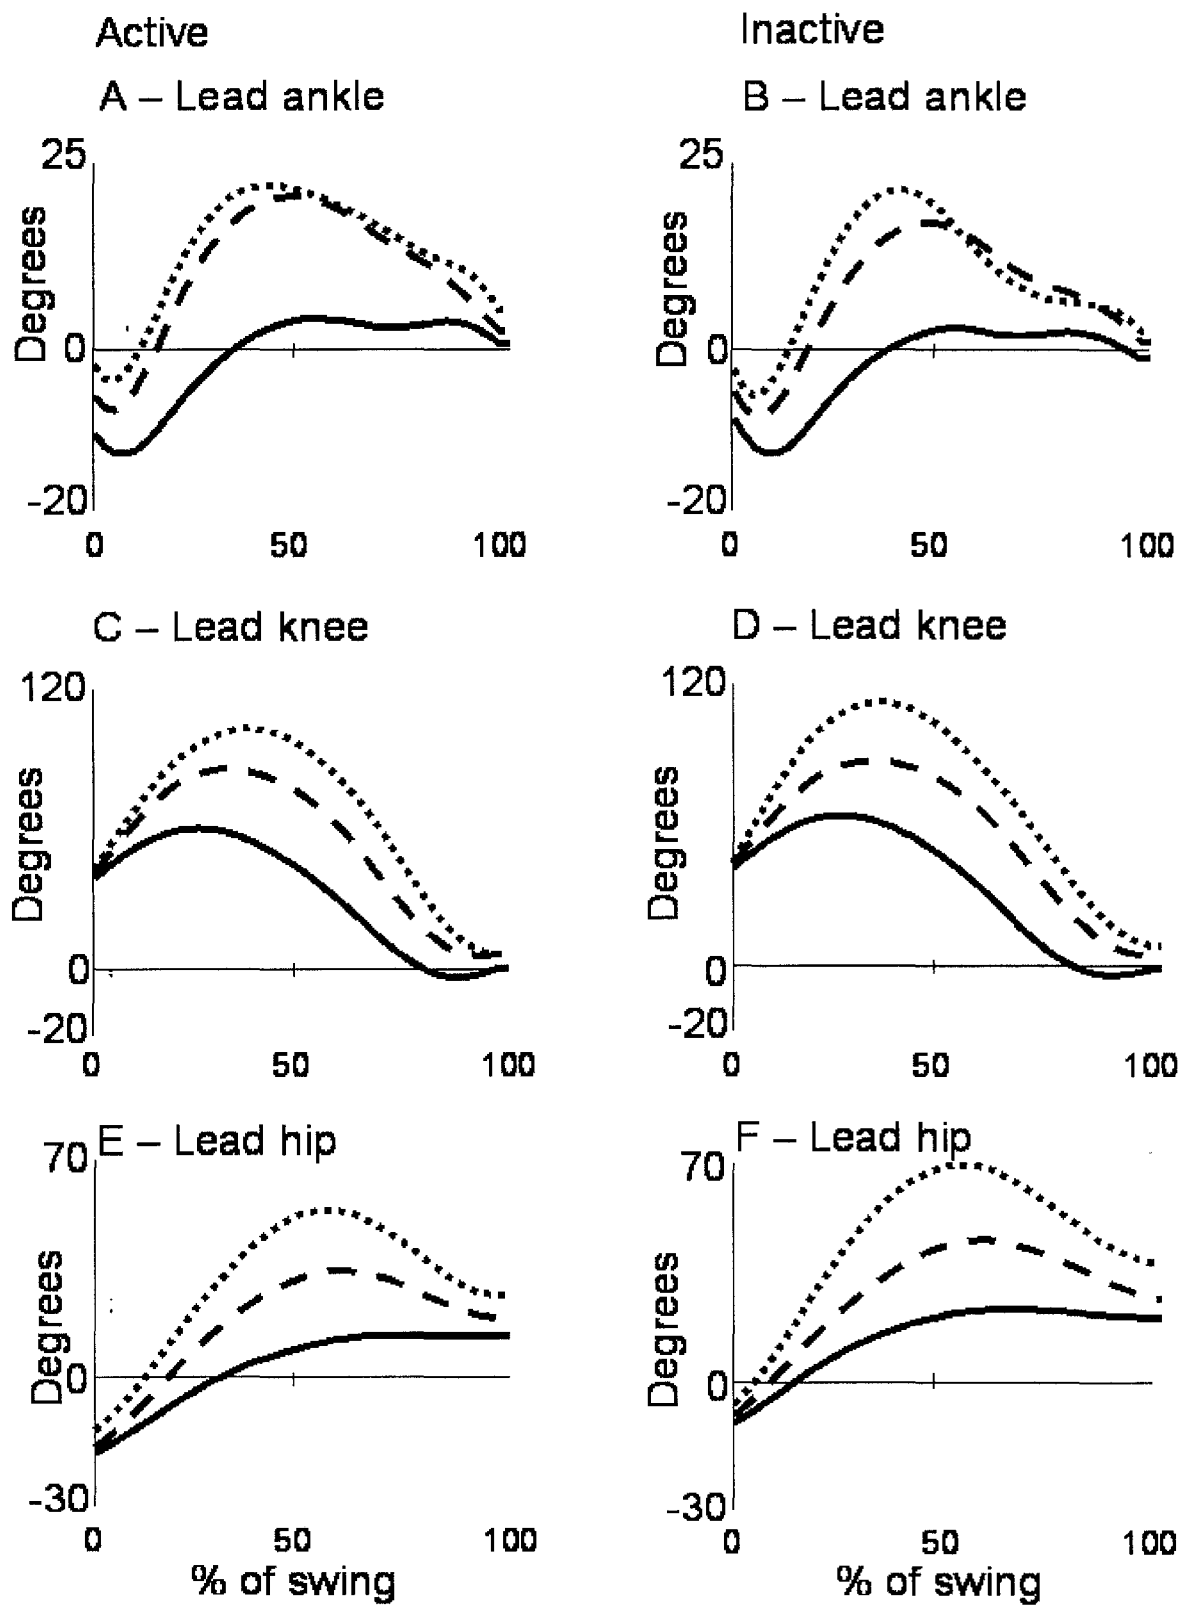 Active
Inactive
A – Lead ankle
B – Lead ankle
25
0
-20
Degrees
0 50 100
25
0
-20
Degrees
0 50 100
C – Lead knee
D – Lead knee
120
0
-20
Degrees
0 50 100
120
0
-20
Degrees
0 50 100
E – Lead hip
F – Lead hip
70
0
-30
Degrees
0 50 100
% of swing
70
0
-30
Degrees
0 50 100
% of swing